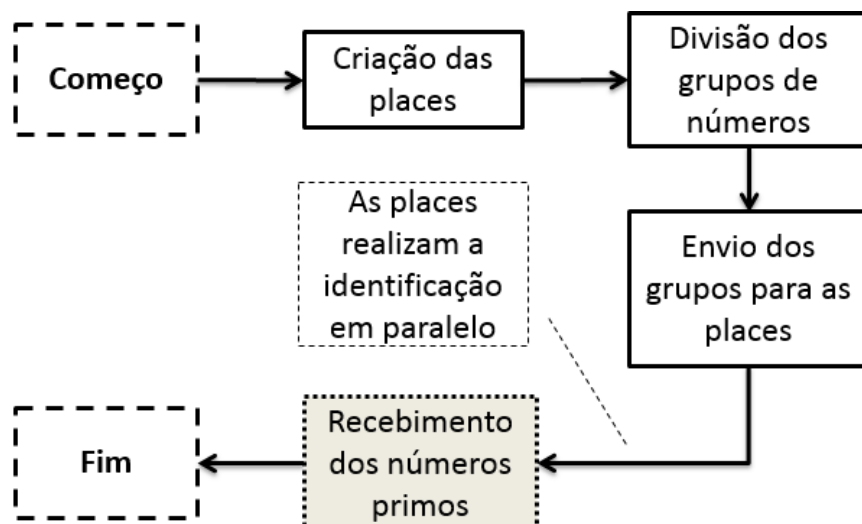 Começo
Criação das
places
Divisão dos
grupos de
números
As places
realizam a
identificação
em paralelo
Envio dos
grupos para as
places
Recebimento
dos números
primos
Fim